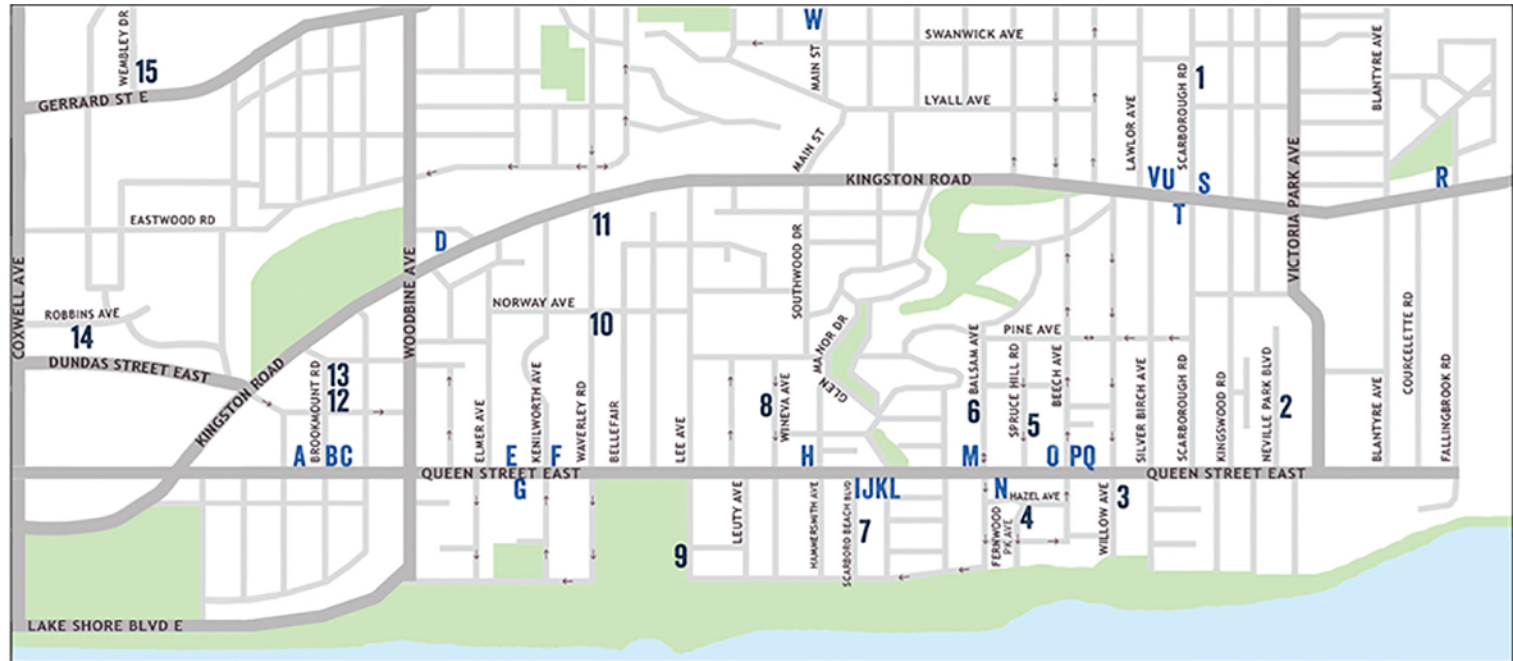 WEMBLEY DR
15
GERRARD ST E
W
MAIN ST
SWANWICK AVE
LYALL AVE
MAIN ST
LAWLOR AVE
SCARBOROUGH RD
1
VICTORIA PARK AVE
BLANTYRE AVE
R
KINGSTON ROAD
VU
S
T
EASTWOOD RD
D
11
COXWELL AVE
WOODBINE AVE
SOUTHWOOD DR
ROBBINS AVE
14
NORWAY AVE
10
DUNDAS STREET EAST
KINGSTON ROAD
BROOKMOUNT RD
13
12
GLEN MANOR DR
PINE AVE
BALSAM AVE
6
SPRUCE HILL RD
5
BEECH AVE
SILVER BIRCH AVE
SCARBOROUGH RD
KINGSWOOD RD
NEVILLE PARK BLVD
2
BLANTYRE AVE
COURCELETTE RD
FALLINGBROOK RD
ELMER AVE
KENILWORTH AVE
WAVERLEY RD
BELLEFAIR
LEE AVE
8
WINEVA AVE
A
BC
E
F
H
M
O
PQ
QUEEN STREET EAST
QUEEN STREET EAST
G
IJKL
N
HAZEL AVE
3
4
LEUTY AVE
HAMMERSMITH AVE
SCARBORO BEACH BLVD
7
FERNWOOD
PK AVE
WILLOW AVE
9
LAKE SHORE BLVD E